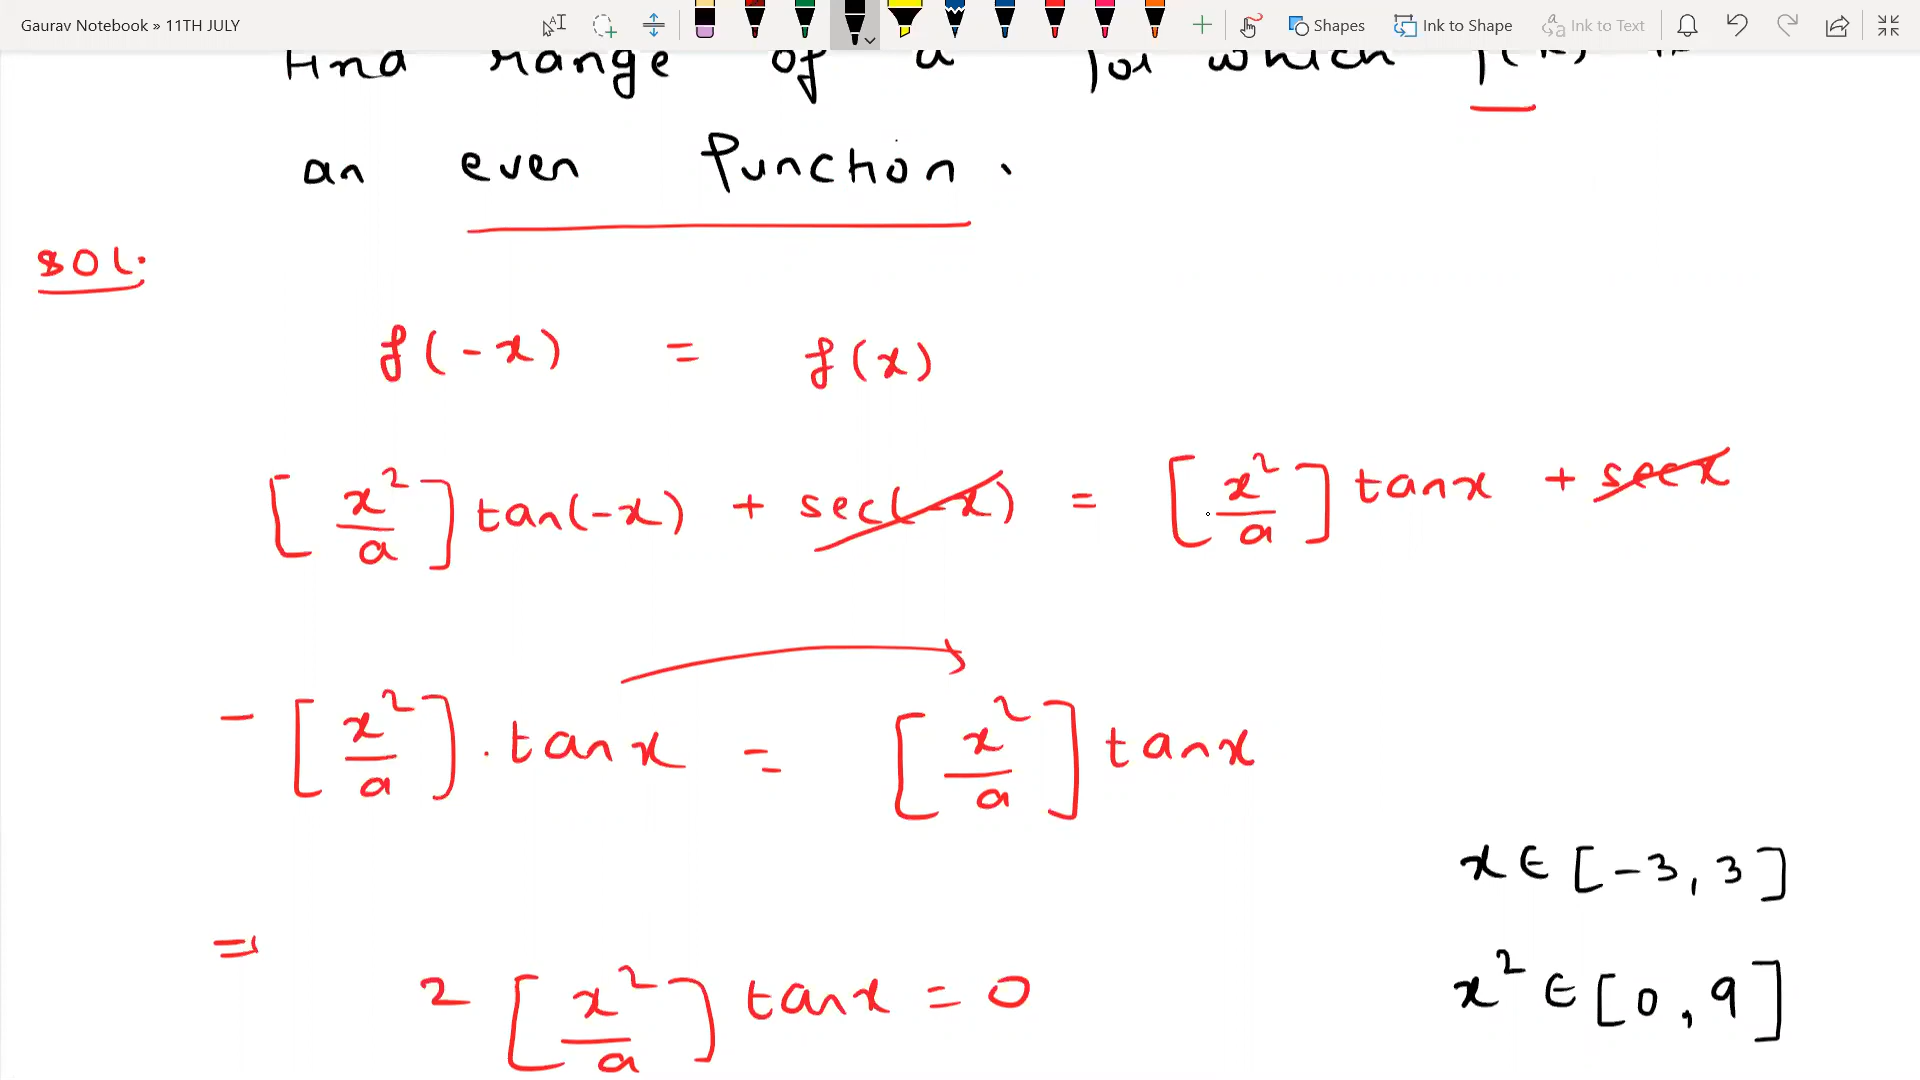 Gaurav Notebook » 11TH JULY
Shapes
Ink to Shape
Ink to Text
Find range of a for which f(x) is
an even function.
SOL.
f(-x) = f(x)
[x²/a] tan(-x) + sec(-x) = [x²/a] tanx + secx
- [x²/a] . tanx = [x²/a] tanx
x ∈ [-3, 3]
⇒
2 [x²/a] tanx = 0
x² ∈ [0, 9]